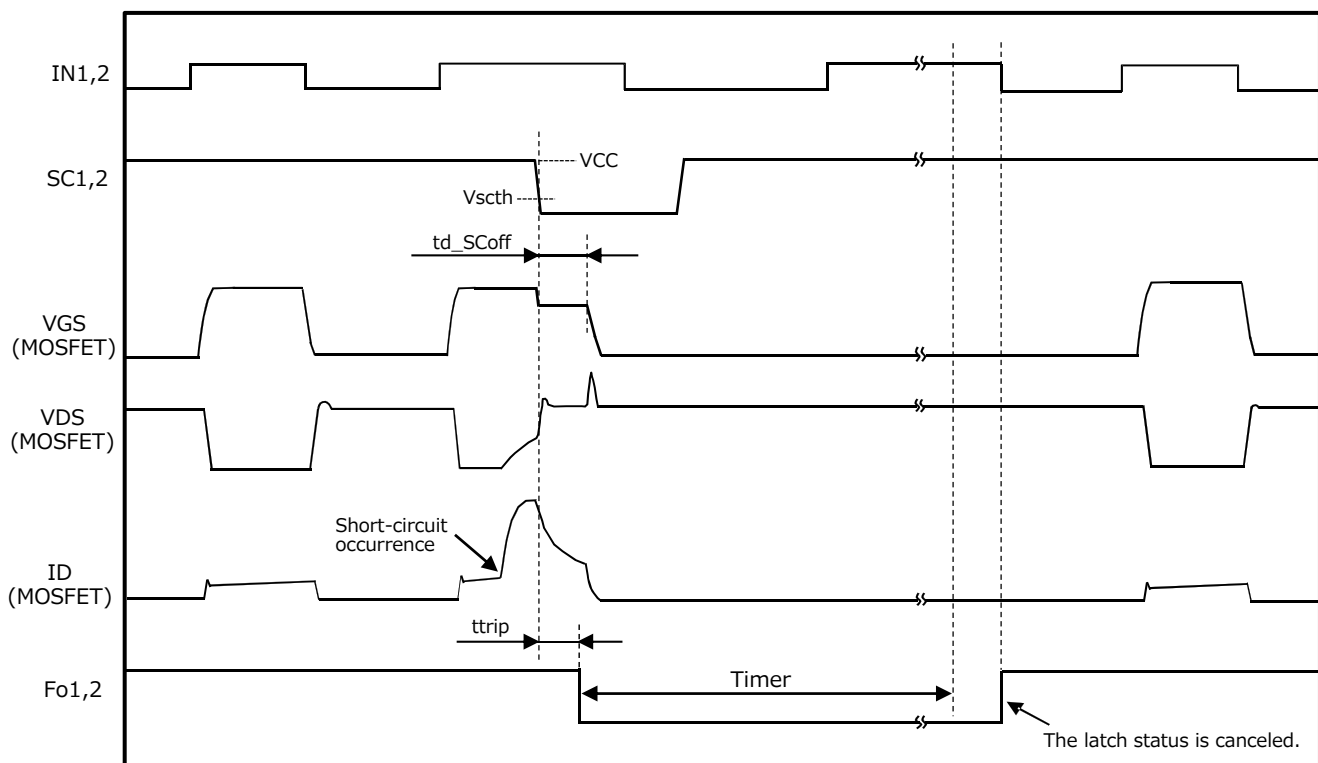 IN1,2
VCC
SC1,2
Vscth
td_SCoff
VGS
(MOSFET)
VDS
(MOSFET)
Short-circuit
occurrence
ID
(MOSFET)
ttrip
Timer
Fo1,2
The latch status is canceled.